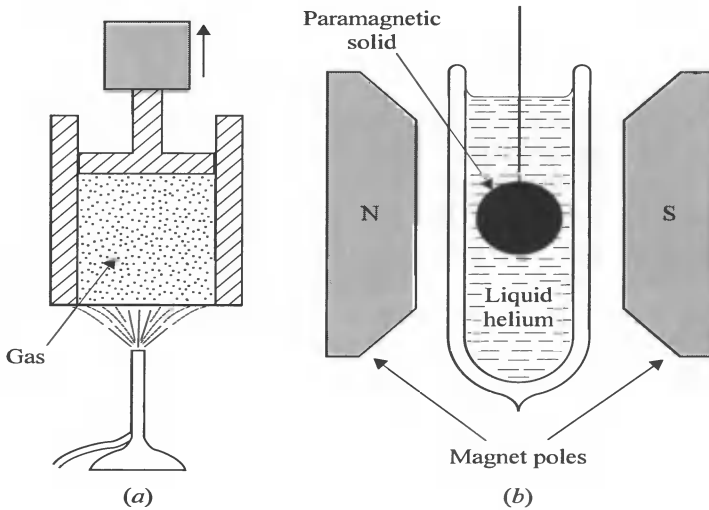 Paramagnetic
solid
N
S
Liquid
helium
Gas
Magnet poles
(a)
(b)